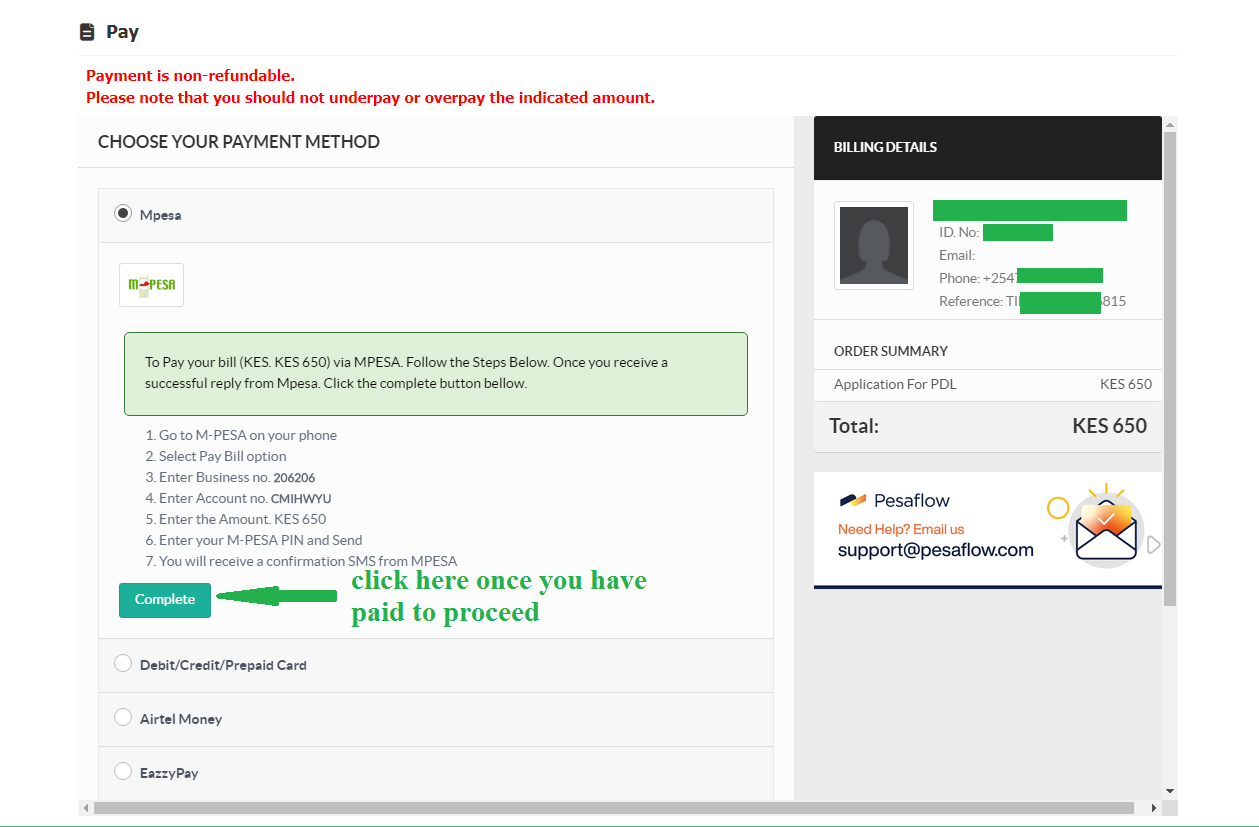 Pay
Payment is non-refundable.
Please note that you should not underpay or overpay the indicated amount.
CHOOSE YOUR PAYMENT METHOD
Mpesa
M-PESA
To Pay your bill (KES. KES 650) via MPESA. Follow the Steps Below. Once you receive a
successful reply from Mpesa. Click the complete button bellow.
1. Go to M-PESA on your phone
2. Select Pay Bill option
3. Enter Business no. 206206
4. Enter Account no. CMIHWYU
5. Enter the Amount. KES 650
6. Enter your M-PESA PIN and Send
7. You will receive a confirmation SMS from MPESA
Complete
click here once you have
paid to proceed
Debit/Credit/Prepaid Card
Airtel Money
EazzyPay
BILLING DETAILS
ID. No:
Email:
Phone: +254
Reference: TI 815
ORDER SUMMARY
Application For PDL KES 650
Total: KES 650
Pesaflow
Need Help? Email us
support@pesaflow.com